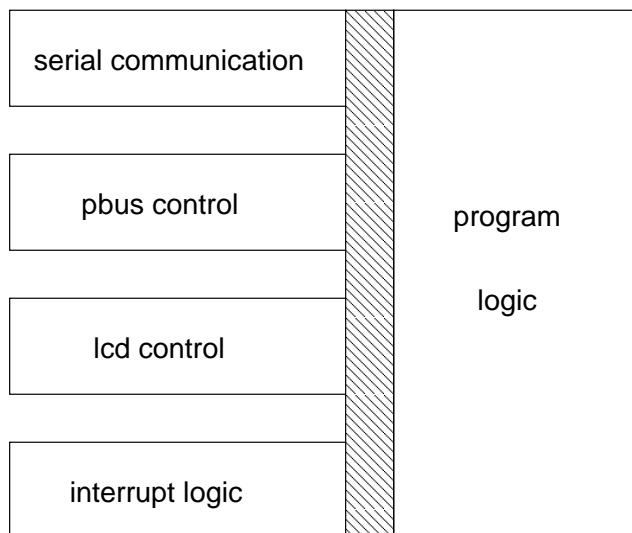 serial communication
pbus control
lcd control
interrupt logic
program
logic